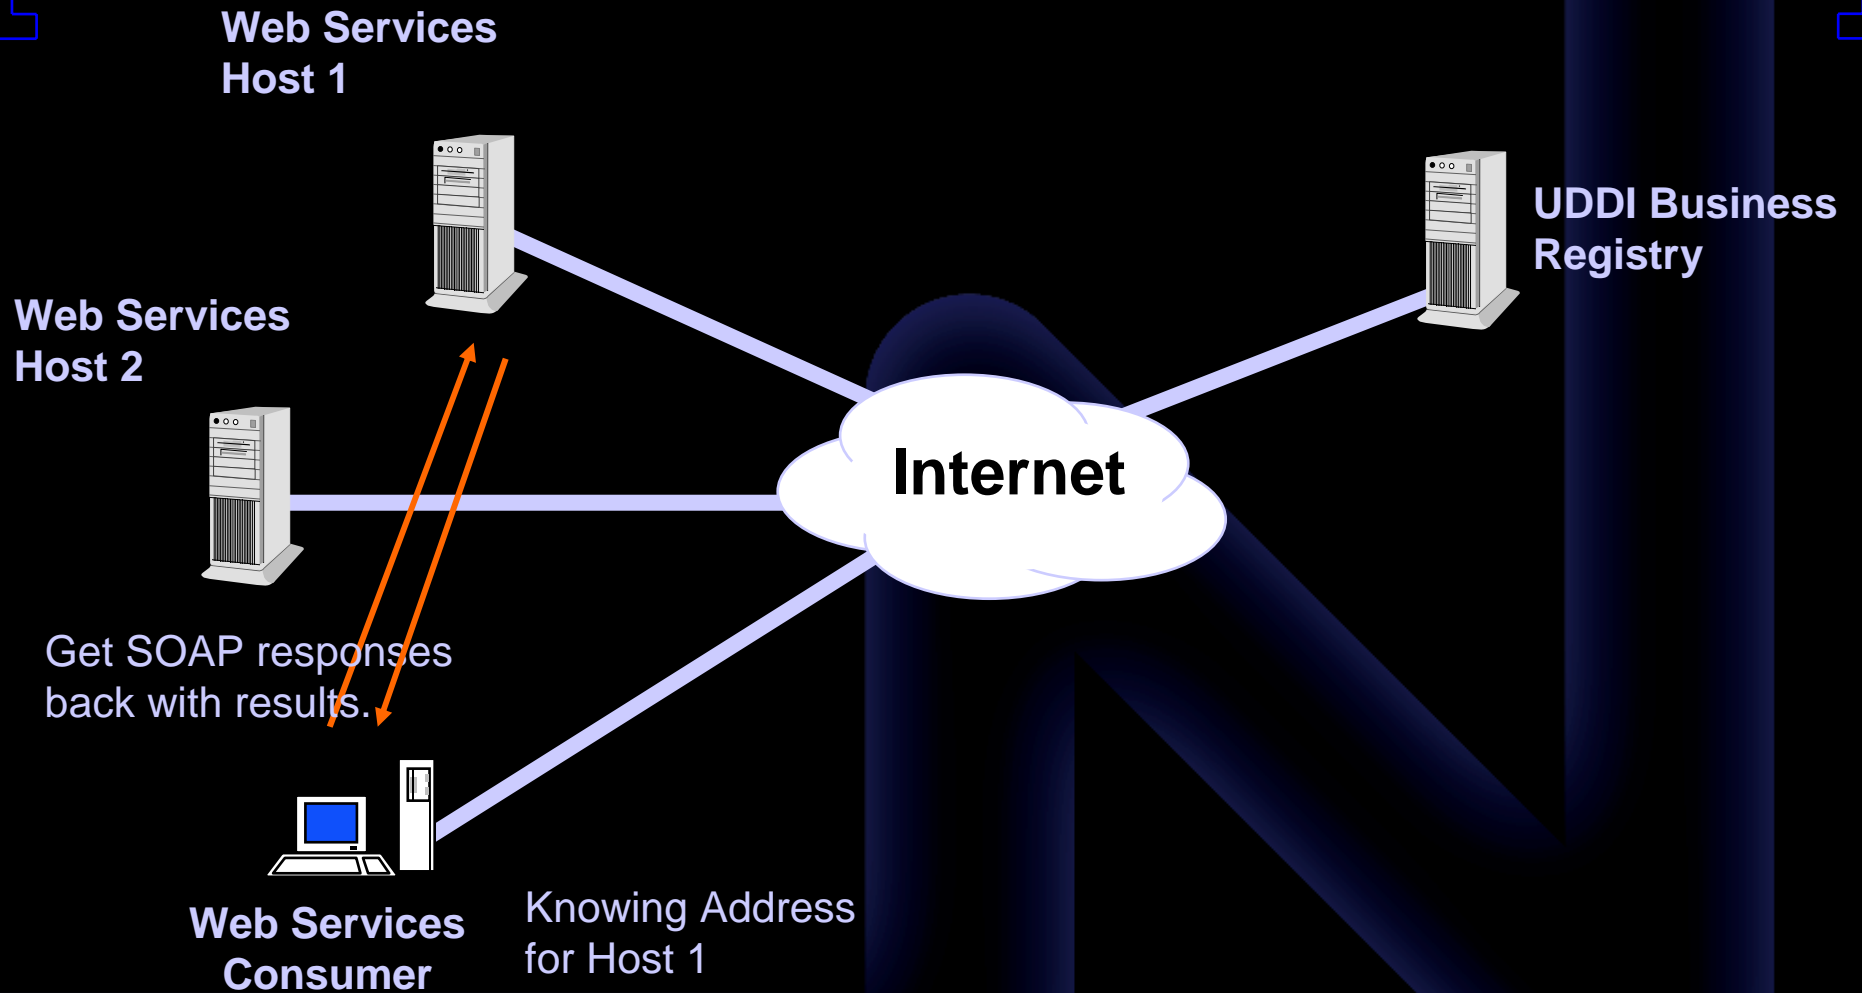 Web Services
Host 1
UDDI Business
Registry
Web Services
Host 2
Internet
Get SOAP responses
back with results.
Web Services
Consumer
Knowing Address
for Host 1